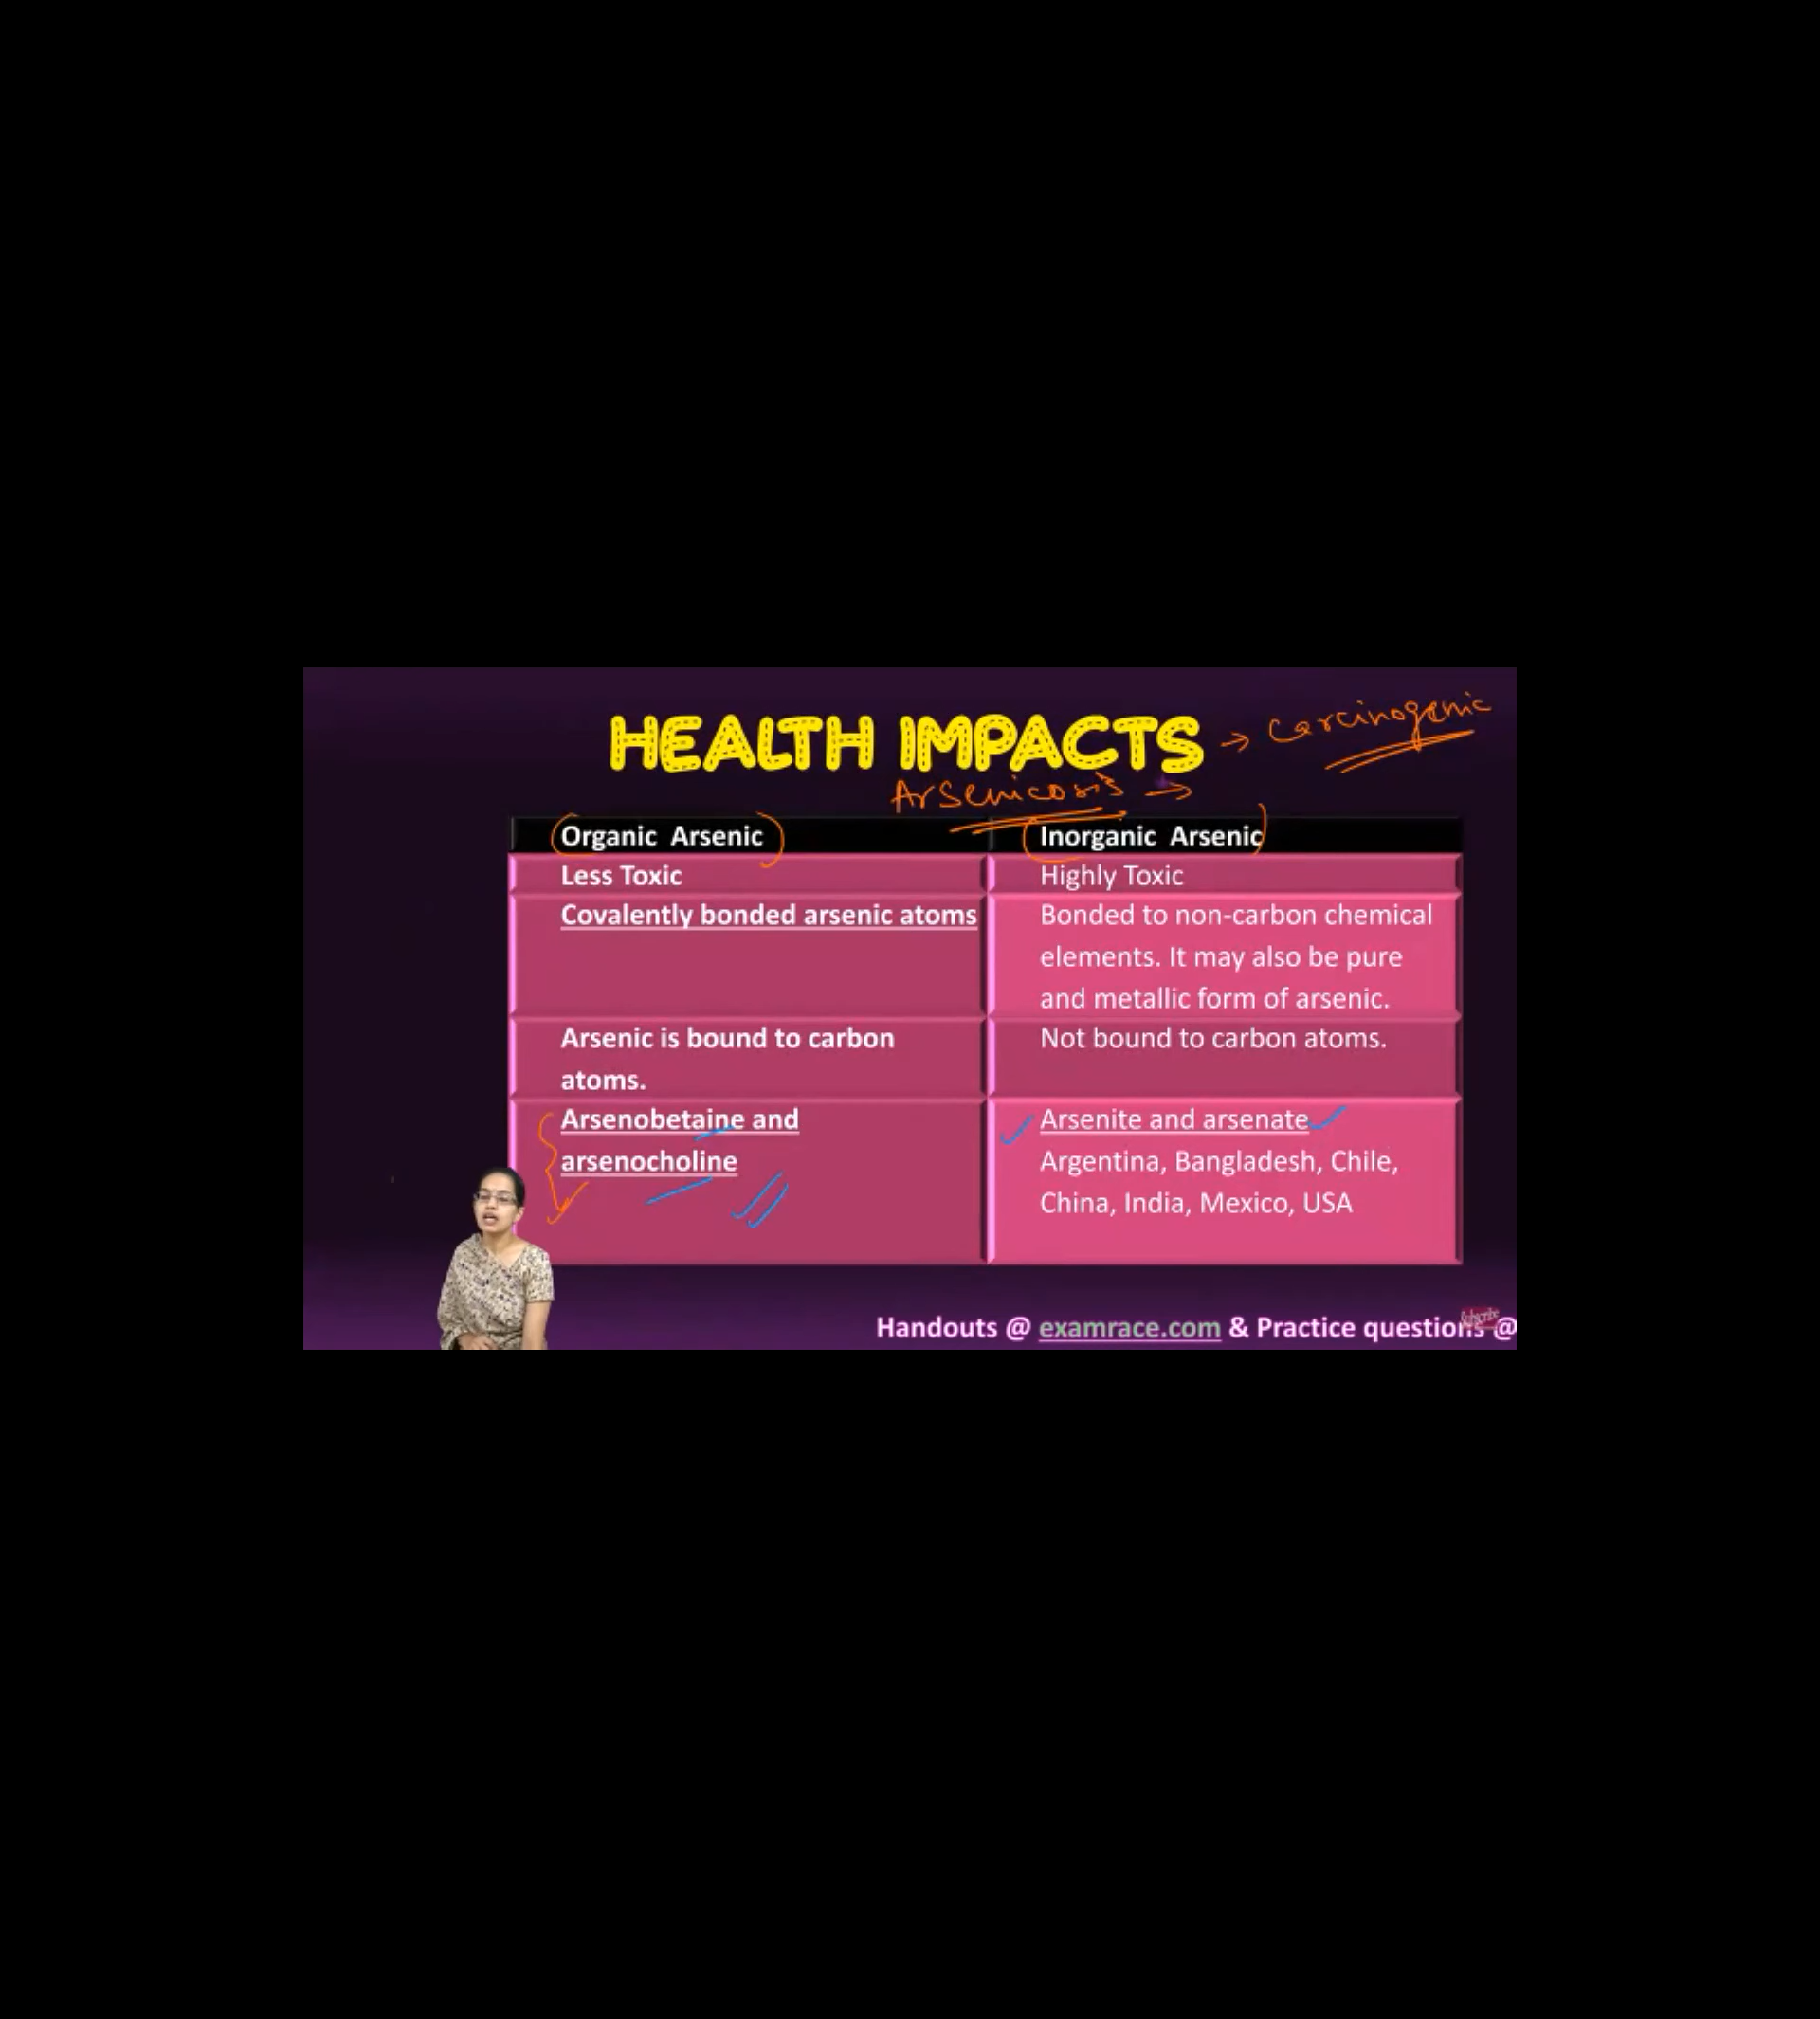 HEALTH IMPACTS → Carcinogenic
Arsenicosis →
Organic Arsenic
Inorganic Arsenic
Less Toxic
Highly Toxic
Covalently bonded arsenic atoms
Bonded to non-carbon chemical
elements. It may also be pure
and metallic form of arsenic.
Arsenic is bound to carbon
atoms.
Not bound to carbon atoms.
Arsenobetaine and
arsenocholine
Arsenite and arsenate
Argentina, Bangladesh, Chile,
China, India, Mexico, USA
Handouts @ examrace.com & Practice questions @
Subscribe